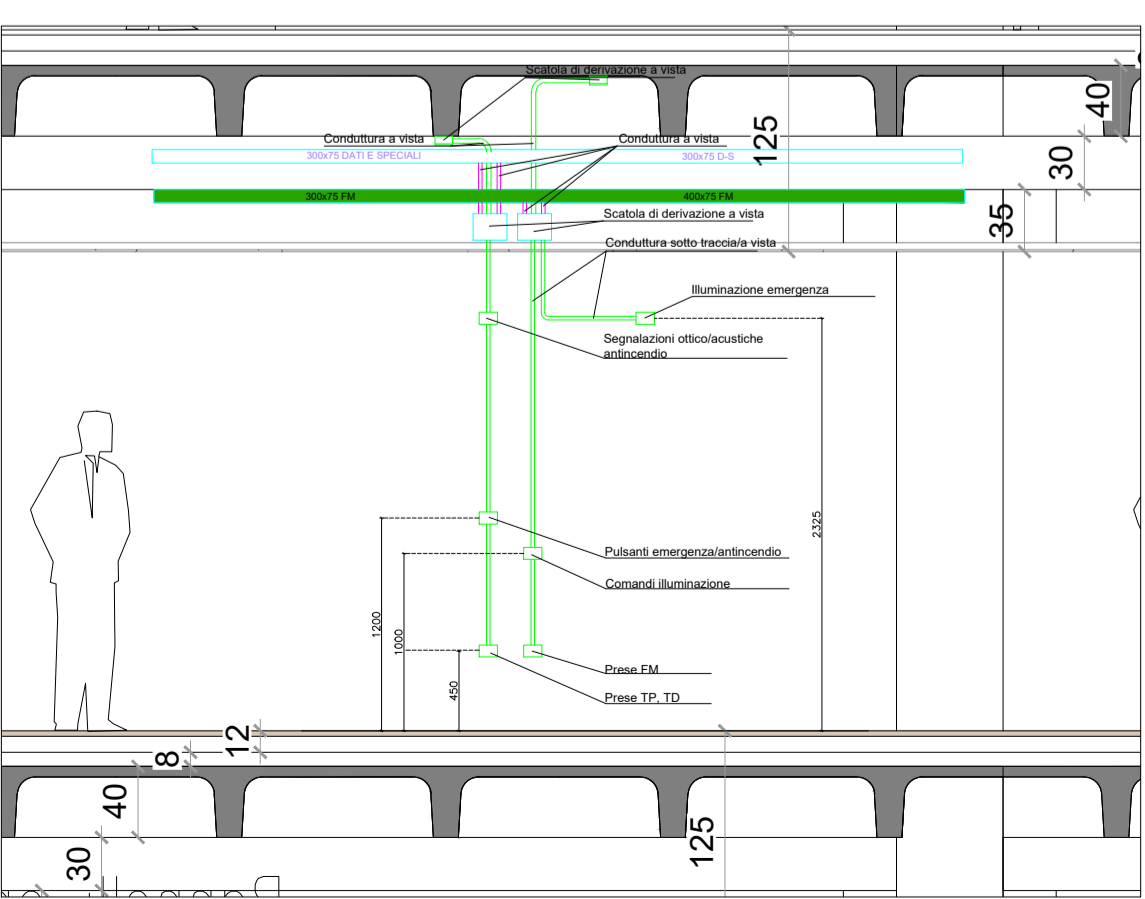 Scatola di derivazione a vista
40
125
Conduttura a vista
Conduttura a vista
300x75 DATI E SPECIALI
300x75 D-S
30
300x75 FM
400x75 FM
35
Scatola di derivazione a vista
Conduttura sotto traccia/a vista
Illuminazione emergenza
Segnalazioni ottico/acustiche
antincendio
2325
Pulsanti emergenza/antincendio
Comandi illuminazione
1200
1000
450
Prese FM
Prese TP, TD
12
8
40
125
30